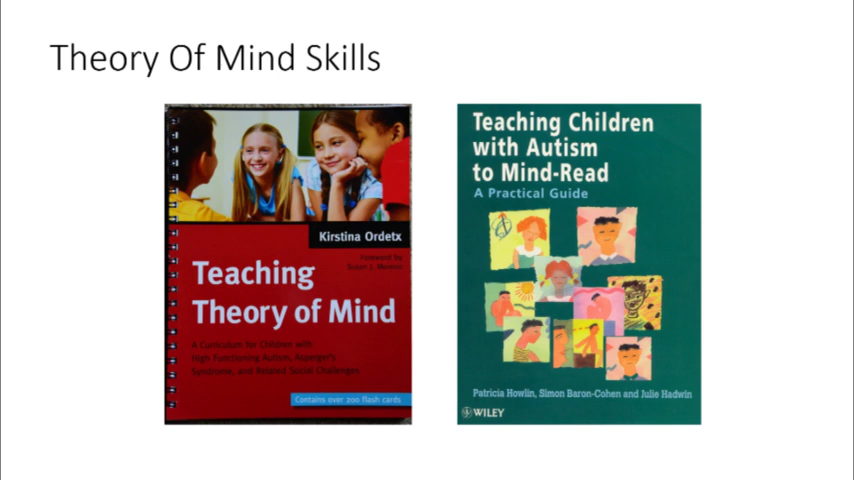 Theory Of Mind Skills
Kirstina Ordetx
Foreword by
Susan J. Moreno
Teaching
Theory of Mind
A Curriculum for Children with
High Functioning Autism, Asperger's
Syndrome, and Related Social Challenges
Contains over 200 flash cards
Teaching Children
with Autism
to Mind-Read
A Practical Guide
Patricia Howlin, Simon Baron-Cohen and Julie Hadwin
WILEY